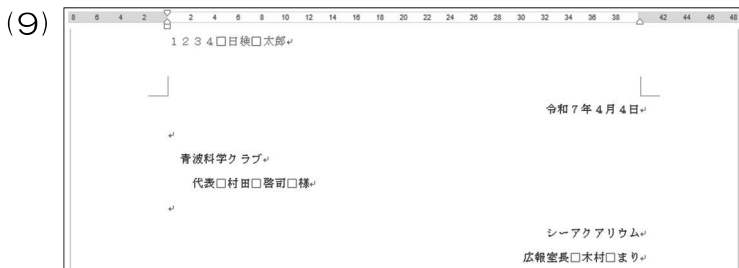 (9)
8 6 4 2 2 4 6 8 10 12 14 16 18 20 22 24 26 28 30 32 34 36 38 42 44 46 48
1234□日検□太郎↵
令和7年4月4日↵
↵
青波科学クラブ↵
代表□村田□啓司□様↵
↵
シーアクアリウム↵
広報室長□木村□まり↵